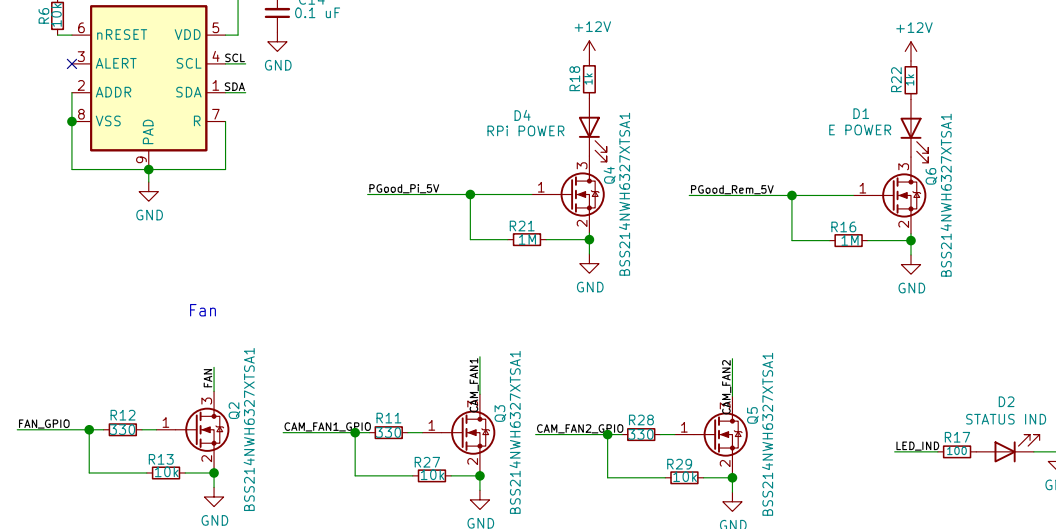 R6
10k
C14
0.1 uF
GND
6
nRESET
VDD
5
3
ALERT
SCL
4
SCL
2
ADDR
SDA
1
SDA
8
VSS
R
7
PAD
9
GND
+12V
R18
1k
D4
RPi POWER
3
Q4
BSS214NWH6327XTSA1
PGood_Pi_5V
1
2
R21
1M
GND
+12V
R22
1k
D1
E POWER
3
Q6
BSS214NWH6327XTSA1
PGood_Rem_5V
1
2
R16
1M
GND
Fan
FAN
3
Q2
BSS214NWH6327XTSA1
FAN_GPIO
R12
330
1
2
R13
10k
GND
CAM_FAN1
3
Q3
BSS214NWH6327XTSA1
CAM_FAN1_GPIO
R11
330
1
2
R27
10k
GND
CAM_FAN2
3
Q5
BSS214NWH6327XTSA1
CAM_FAN2_GPIO
R28
330
1
2
R29
10k
GND
D2
STATUS IND
LED_IND
R17
100